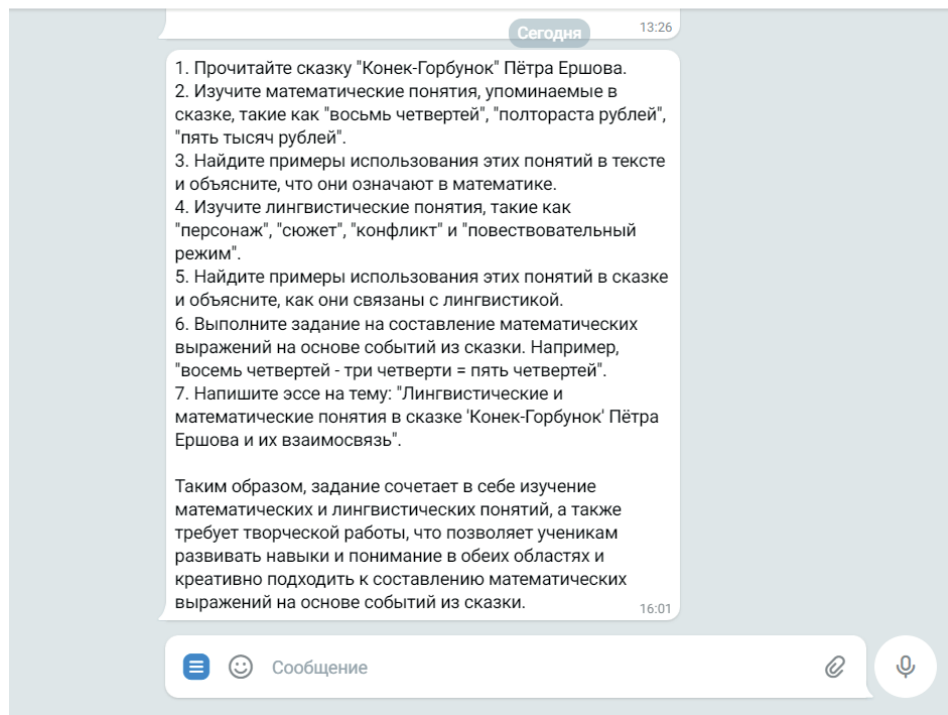 13:26
Сегодня
1. Прочитайте сказку "Конек-Горбунок" Пётра Ершова.
2. Изучите математические понятия, упоминаемые в
сказке, такие как "восьмь четвертей", "полтораста рублей",
"пять тысяч рублей".
3. Найдите примеры использования этих понятий в тексте
и объясните, что они означают в математике.
4. Изучите лингвистические понятия, такие как
"персонаж", "сюжет", "конфликт" и "повествовательный
режим".
5. Найдите примеры использования этих понятий в сказке
и объясните, как они связаны с лингвистикой.
6. Выполните задание на составление математических
выражений на основе событий из сказки. Например,
"восемь четвертей - три четверти = пять четвертей".
7. Напишите эссе на тему: "Лингвистические и
математические понятия в сказке 'Конек-Горбунок' Пётра
Ершова и их взаимосвязь".
Таким образом, задание сочетает в себе изучение
математических и лингвистических понятий, а также
требует творческой работы, что позволяет ученикам
развивать навыки и понимание в обеих областях и
креативно подходить к составлению математических
выражений на основе событий из сказки.
16:01
Сообщение